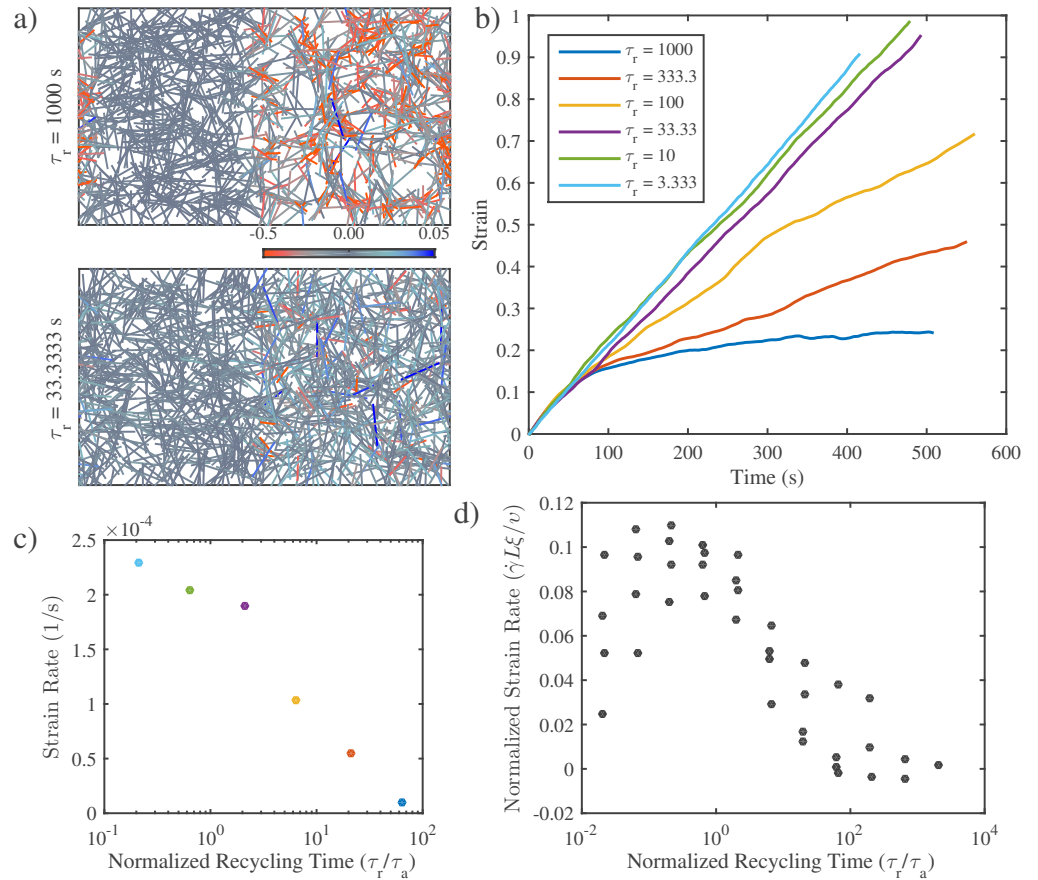 a)
τr = 1000 s
-0.5 0.00 0.05
τr = 33.3333 s
b)
1
0.9
0.8
0.7
0.6
0.5
0.4
0.3
0.2
0.1
0
Strain
τr = 1000
τr = 333.3
τr = 100
τr = 33.33
τr = 10
τr = 3.333
0 100 200 300 400 500 600
Time (s)
c)
×10-4
2.5
2
1.5
1
0.5
0
Strain Rate (1/s)
10-1 100 101 102
Normalized Recycling Time (τr/τa)
d)
0.12
0.1
0.08
0.06
0.04
0.02
0
-0.02
Normalized Strain Rate (γ̇Lξ/υ)
10-2 100 102 104
Normalized Recycling Time (τr/τa)